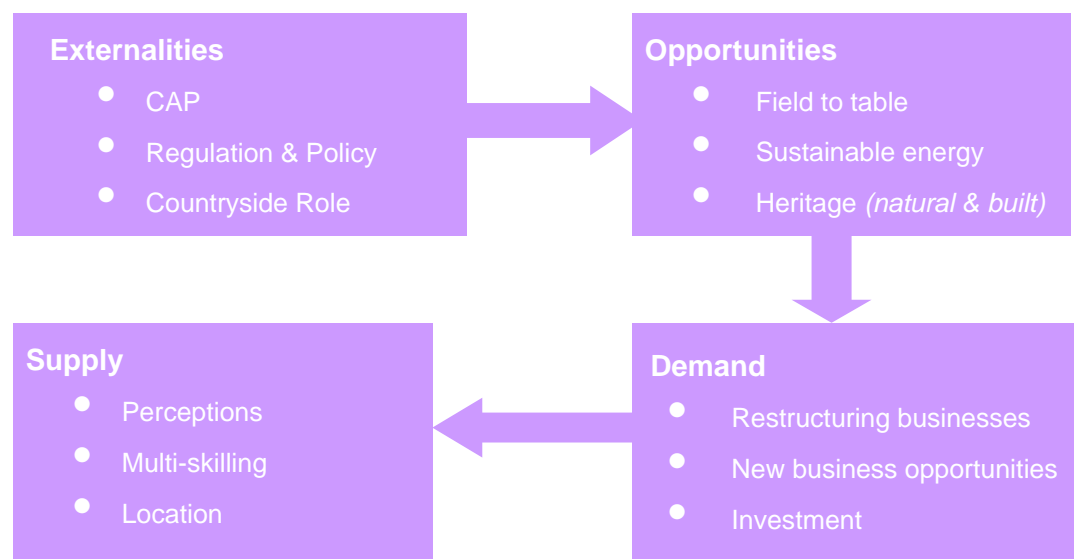 Externalities
• CAP
• Regulation & Policy
• Countryside Role
Opportunities
• Field to table
• Sustainable energy
• Heritage (natural & built)
Supply
• Perceptions
• Multi-skilling
• Location
Demand
• Restructuring businesses
• New business opportunities
• Investment